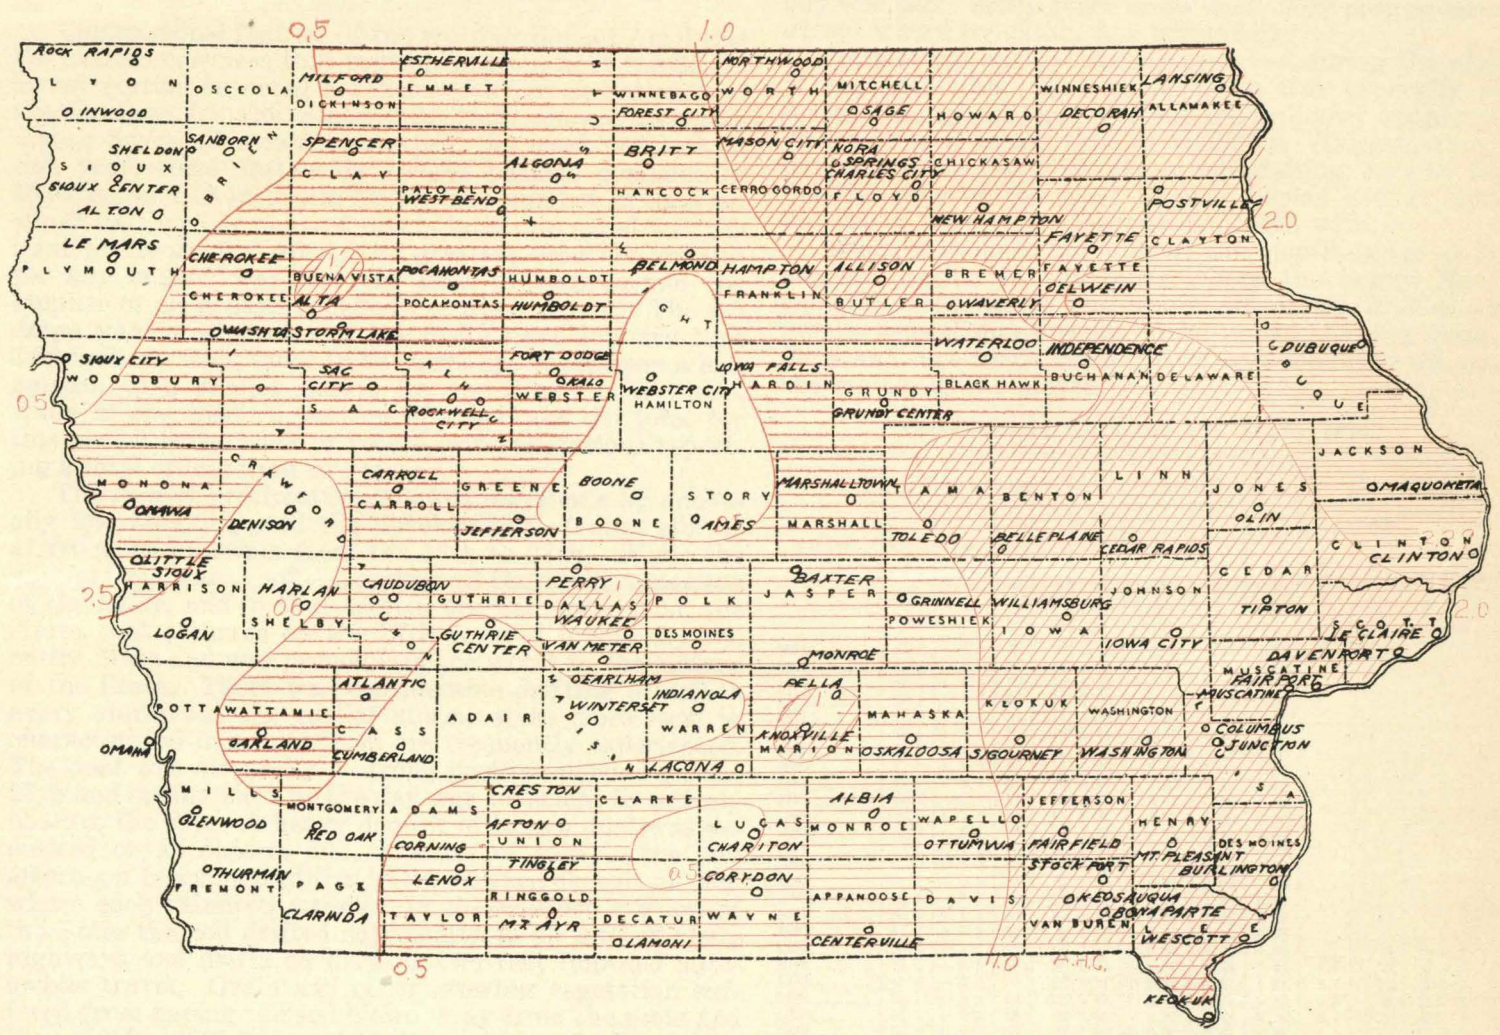 0.5
1.0
ROCK RAPIDS
LYON
OSCEOLA
INWOOD
MILFORD
DICKINSON
ESTHERVILLE
EMMET
WINNEBAGO
FOREST CITY
NORTHWOOD
WORTH
MITCHELL
OSAGE
HOWARD
WINNESHIEK
DECORAH
LANSING
ALLAMAKEE
SHELDON
SIOUX
SIOUX CENTER
ALTON
SANBORN
O'BRIEN
SPENCER
CLAY
PALO ALTO
WEST BEND
ALGONA
KOSSUTH
BRITT
HANCOCK
MASON CITY
CERRO GORDO
NORA
SPRINGS
CHARLES CITY
FLOYD
CHICKASAW
NEW HAMPTON
POSTVILLE
2.0
LE MARS
PLYMOUTH
CHEROKEE
CHEROKEE
BUENA VISTA
ALTA
STORM LAKE
WASHTA
POCAHONTAS
POCAHONTAS
HUMBOLDT
HUMBOLDT
BELMOND
WRIGHT
HAMPTON
FRANKLIN
ALLISON
BUTLER
BREMER
WAVERLY
FAYETTE
FAYETTE
OELWEIN
CLAYTON
SIOUX CITY
WOODBURY
IDA
SAC
CITY
SAC
CALHOUN
ROCKWELL
CITY
FORT DODGE
KALO
WEBSTER
WEBSTER CITY
HAMILTON
IOWA FALLS
HARDIN
GRUNDY
GRUNDY CENTER
WATERLOO
BLACK HAWK
INDEPENDENCE
BUCHANAN
DELAWARE
DUBUQUE
DUBUQUE
0.5
MONONA
ONAWA
CRAWFORD
DENISON
CARROLL
CARROLL
GREENE
JEFFERSON
BOONE
BOONE
STORY
AMES
MARSHALLTOWN
MARSHALL
TAMA
TOLEDO
BENTON
BELLE PLAINE
LINN
CEDAR RAPIDS
JONES
OLIN
JACKSON
MAQUOKETA
CLINTON
CLINTON
LITTLE
SIOUX
HARRISON
LOGAN
HARLAN
SHELBY
AUDUBON
AUDUBON
GUTHRIE
GUTHRIE
CENTER
PERRY
DALLAS
WAUKEE
VAN METER
POLK
DES MOINES
BAXTER
JASPER
MONROE
GRINNELL
POWESHIEK
WILLIAMSBURG
IOWA
JOHNSON
IOWA CITY
CEDAR
TIPTON
SCOTT
LE CLAIRE
DAVENPORT
MUSCATINE
FAIRPORT
MUSCATINE
2.0
POTTAWATTAMIE
OAKLAND
OMAHA
ATLANTIC
CASS
CUMBERLAND
ADAIR
EARLHAM
WINTERSET
MADISON
INDIANOLA
WARREN
LACONA
PELLA
KNOXVILLE
MARION
MAHASKA
OSKALOOSA
KEOKUK
SIGOURNEY
WASHINGTON
WASHINGTON
COLUMBUS
JUNCTION
LOUISA
MILLS
GLENWOOD
MONTGOMERY
RED OAK
ADAMS
CORNING
CRESTON
AFTON
UNION
CLARKE
LUCAS
CHARITON
ALBIA
MONROE
WAPELLO
OTTUMWA
JEFFERSON
FAIRFIELD
HENRY
MT. PLEASANT
DES MOINES
BURLINGTON
THURMAN
FREMONT
PAGE
CLARINDA
LENOX
TAYLOR
TINGLEY
RINGGOLD
MT. AYR
DECATUR
LAMONI
CORYDON
WAYNE
APPANOOSE
CENTERVILLE
DAVIS
STOCKPORT
KEOSAUQUA
BONAPARTE
VAN BUREN
LEE
WESCOTT
KEOKUK
0.5
1.0